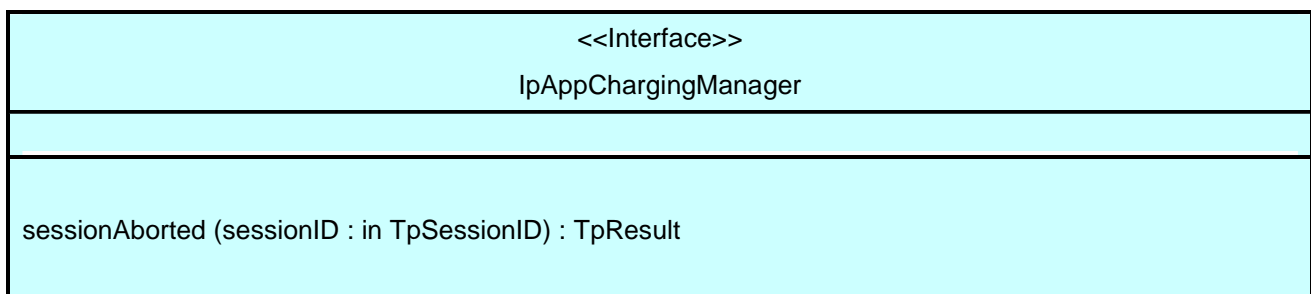 <<Interface>>
IpAppChargingManager
sessionAborted (sessionID : in TpSessionID) : TpResult